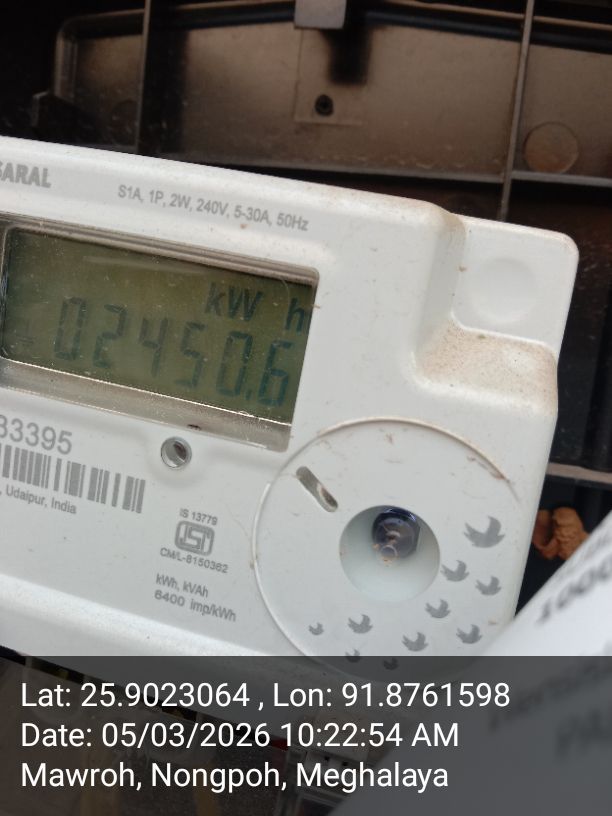 SARAL
S1A, 1P, 2W, 240V, 5-30A, 50Hz
kW h
02450.6
33395
, Udaipur, India
IS 13779
ISI
CM/L-8150362
kWh, kVAh
6400 imp/kWh
1000
Lat: 25.9023064 , Lon: 91.8761598
Date: 05/03/2026 10:22:54 AM
Mawroh, Nongpoh, Meghalaya